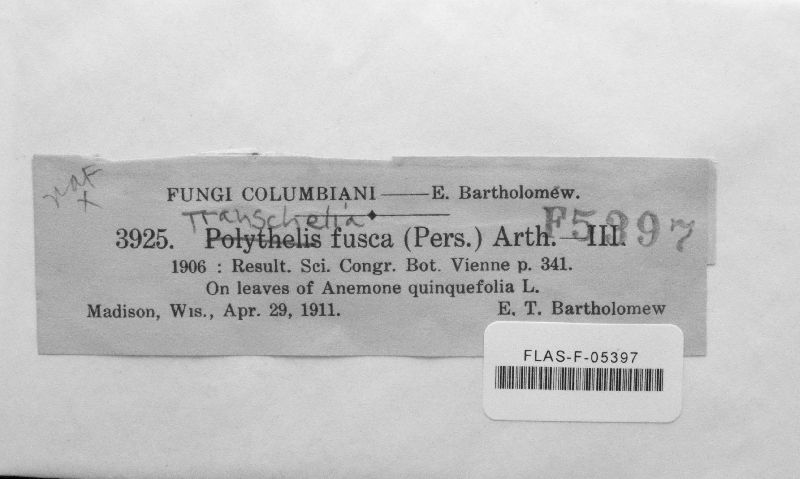 FUNGI COLUMBIANI — E. Bartholomew.
Transchelia
3925. Polythelis fusca (Pers.) Arth.—III.
F5397
1906 : Result. Sci. Congr. Bot. Vienne p. 341.
On leaves of Anemone quinquefolia L.
Madison, Wis., Apr. 29, 1911. E. T. Bartholomew
FLAS-F-05397